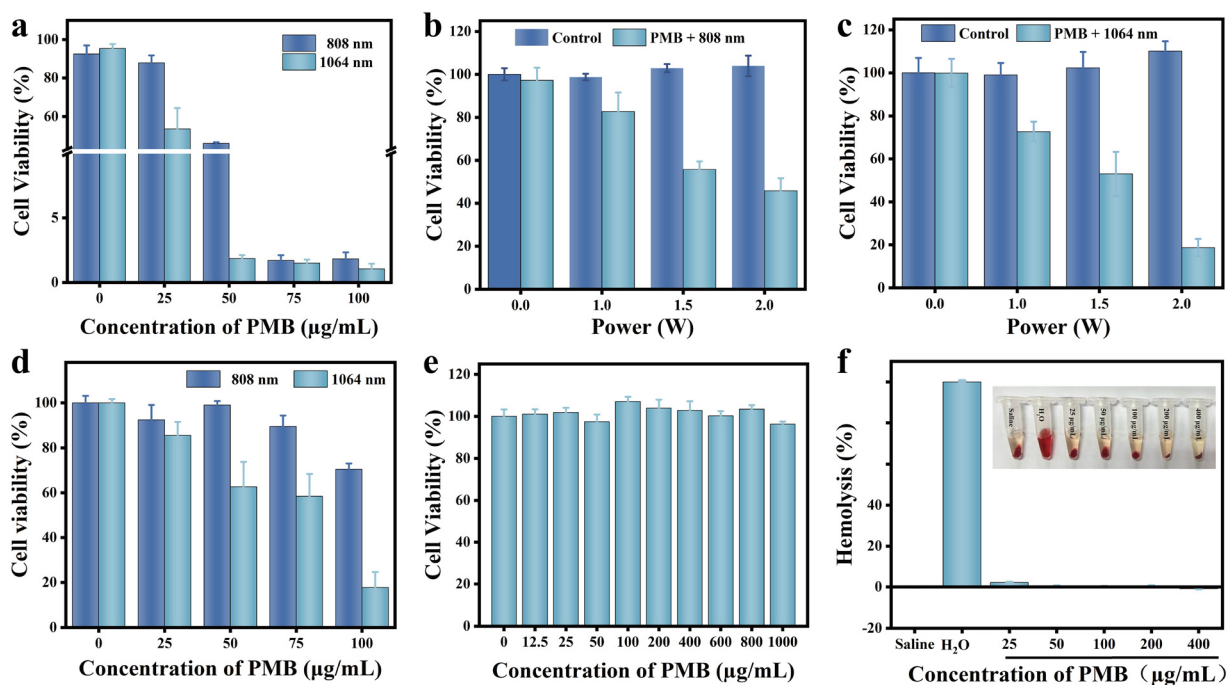 a
100
80
60
5
0
Cell Viability (%)
808 nm
1064 nm
0 25 50 75 100
Concentration of PMB (μg/mL)
b
120
100
80
60
40
20
0
Cell Viability (%)
Control PMB + 808 nm
0.0 1.0 1.5 2.0
Power (W)
c
120
100
80
60
40
20
0
Cell Viability (%)
Control PMB + 1064 nm
0.0 1.0 1.5 2.0
Power (W)
d
100
80
60
40
20
0
Cell viability (%)
808 nm 1064 nm
0 25 50 75 100
Concentration of PMB (μg/mL)
e
120
100
80
60
40
20
0
Cell Viability (%)
0 12.5 25 50 100 200 400 600 800 1000
Concentration of PMB (μg/mL)
f
40
20
0
-20
Hemolysis (%)
Saline
H₂O
25 μg/mL
50 μg/mL
100 μg/mL
200 μg/mL
400 μg/mL
Saline H₂O 25 50 100 200 400
Concentration of PMB (μg/mL)